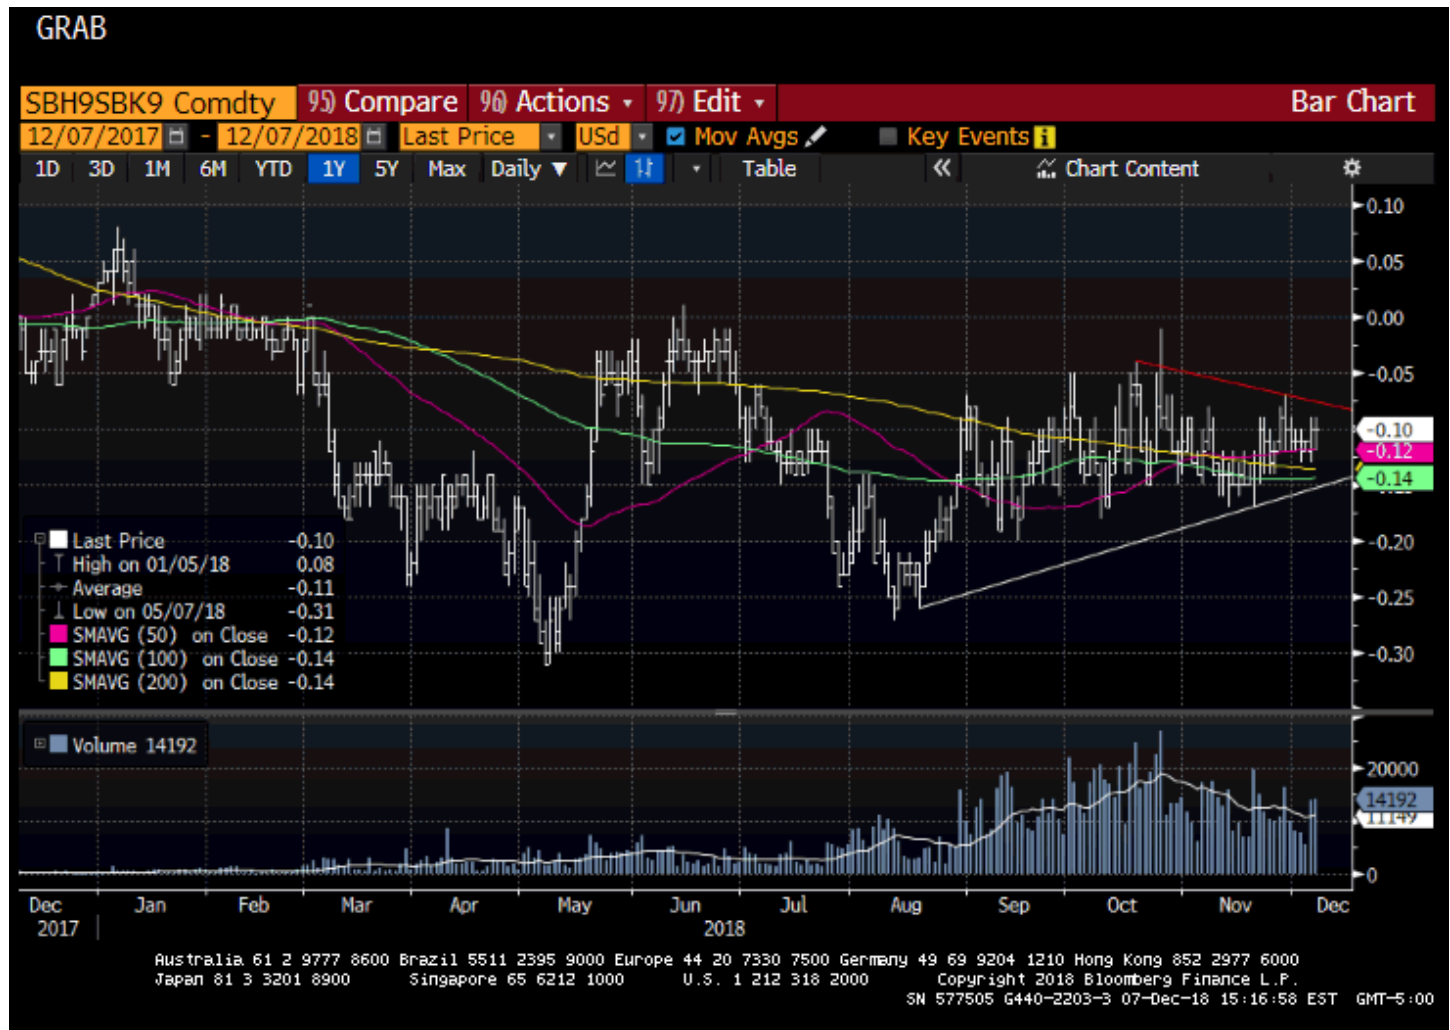 GRAB
SBH9SBK9 Comdty 95) Compare 96) Actions 97) Edit Bar Chart
12/07/2017 - 12/07/2018 Last Price USd Mov Avgs Key Events i
1D 3D 1M 6M YTD 1Y 5Y Max Daily ▼ Table « Chart Content
0.10
0.05
0.00
-0.05
-0.10
-0.12
-0.14
-0.20
-0.25
-0.30
Last Price -0.10
High on 01/05/18 0.08
Average -0.11
Low on 05/07/18 -0.31
SMAVG (50) on Close -0.12
SMAVG (100) on Close -0.14
SMAVG (200) on Close -0.14
Volume 14192
20000
14192
11149
0
Dec Jan Feb Mar Apr May Jun Jul Aug Sep Oct Nov Dec
2017 2018
Australia 61 2 9777 8600 Brazil 5511 2395 9000 Europe 44 20 7330 7500 Germany 49 69 9204 1210 Hong Kong 852 2977 6000
Japan 81 3 3201 8900 Singapore 65 6212 1000 U.S. 1 212 318 2000 Copyright 2018 Bloomberg Finance L.P.
SN 577505 G440-2203-3 07-Dec-18 15:16:58 EST GMT-5:00